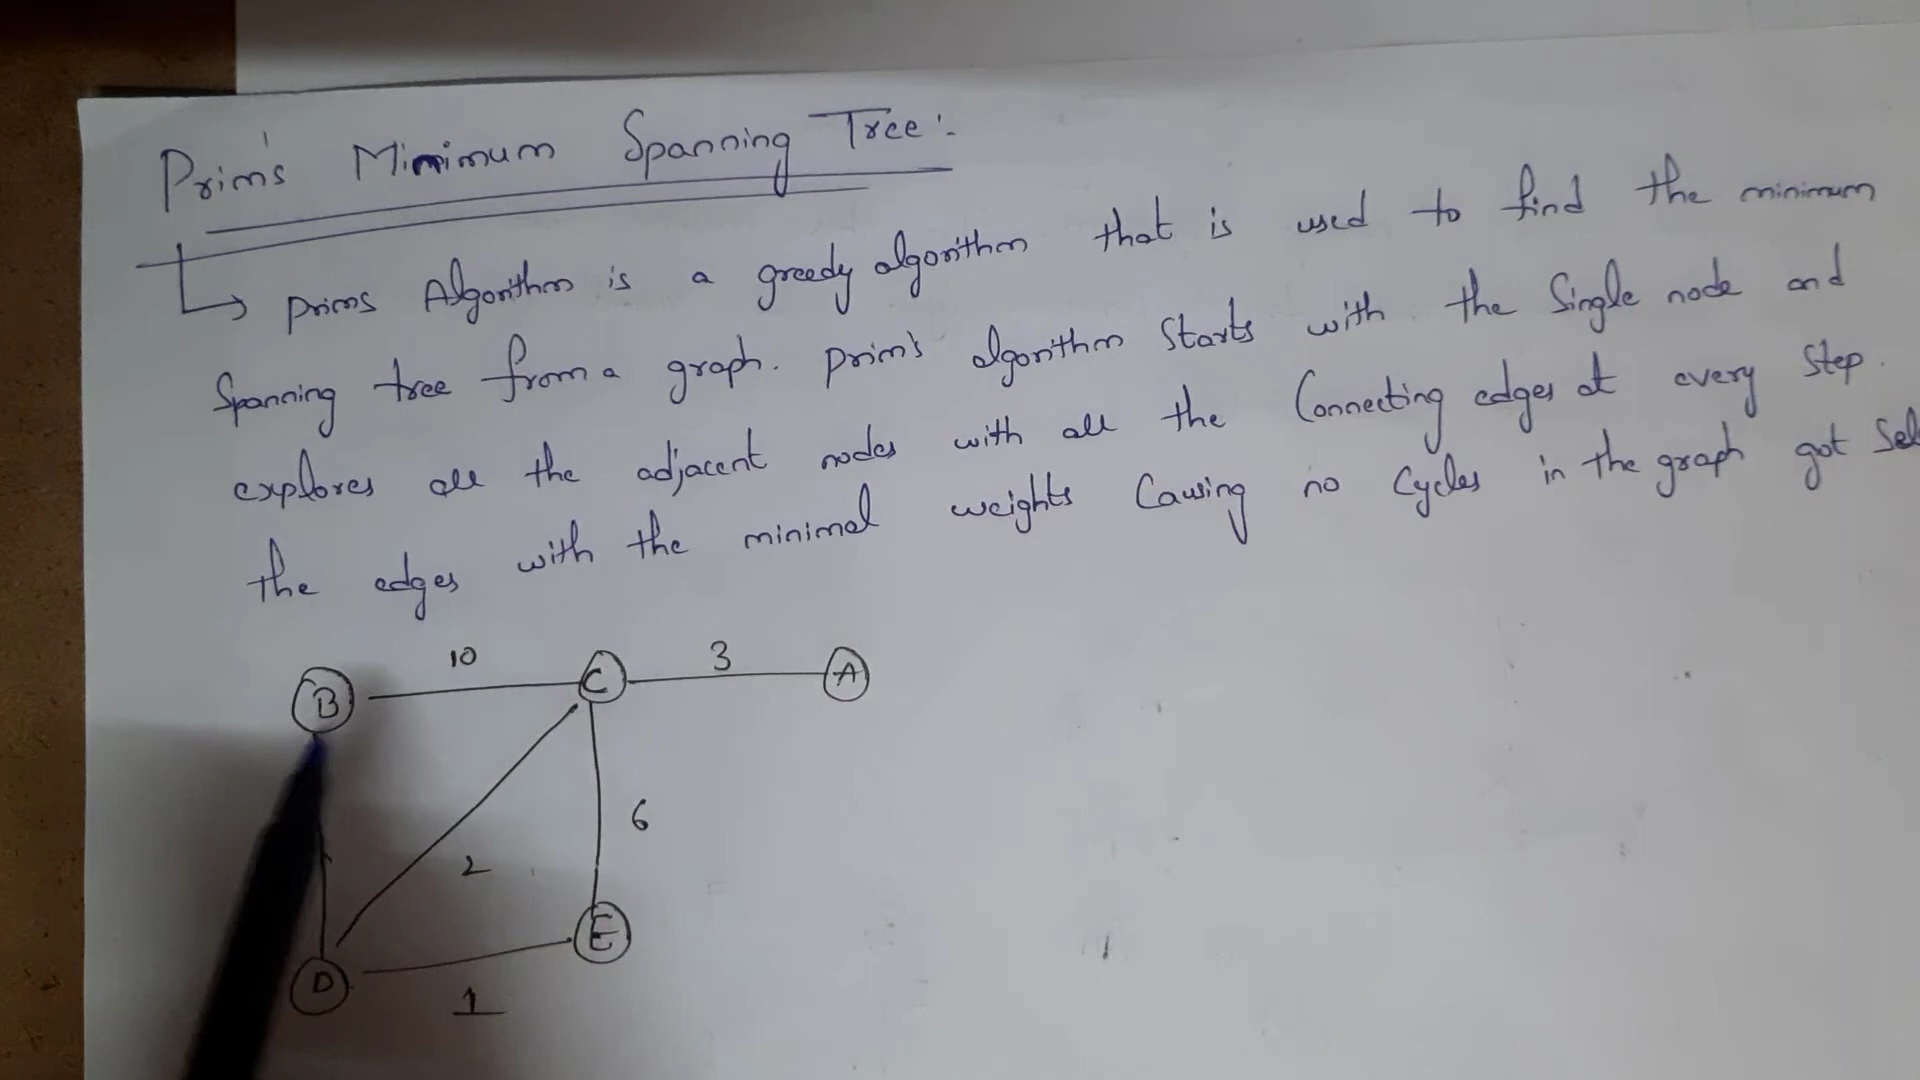 Prim's Minimum Spanning Tree:-
Prims Algorithm is a greedy algorithm that is used to find the minimum
Spanning tree from a graph. Prim's algorithm Starts with the Single node and
explores all the adjacent nodes with all the Connecting edges at every Step.
the edges with the minimal weights Causing no Cycles in the graph got Sel
B 10 C 3 A
6
2
D 1 E